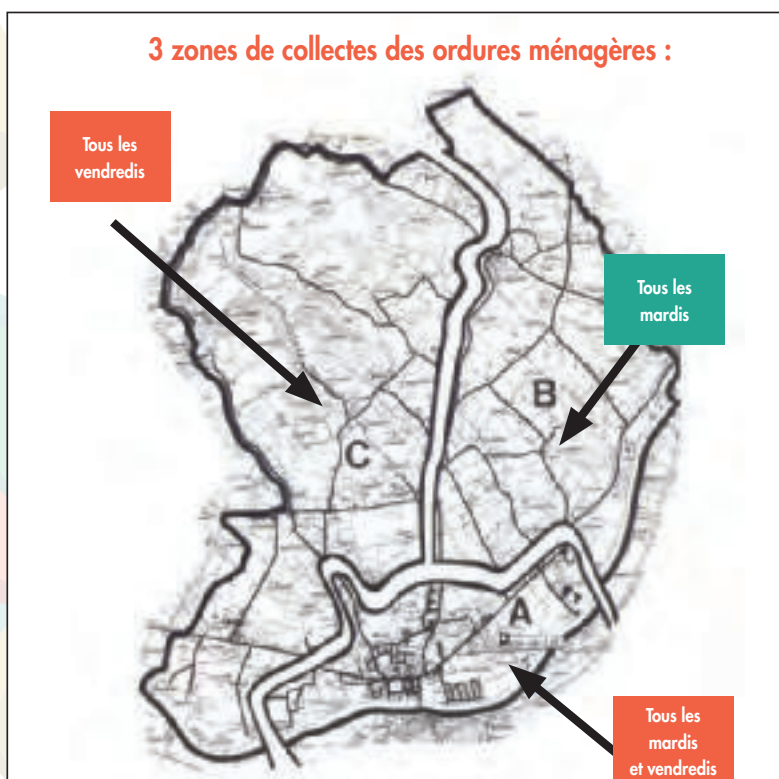 3 zones de collectes des ordures ménagères :
Tous les
vendredis
Tous les
mardis
B
C
A
Tous les
mardis
et vendredis